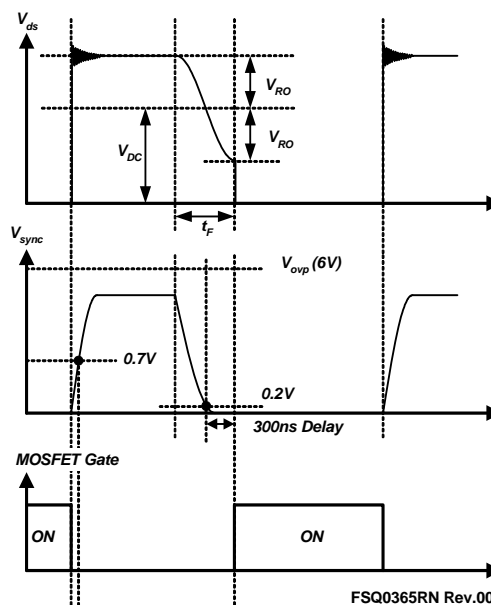 Vds
VRO
VRO
VDC
tF
Vsync
Vovp (6V)
0.7V
0.2V
300ns Delay
MOSFET Gate
ON
ON
FSQ0365RN Rev.00